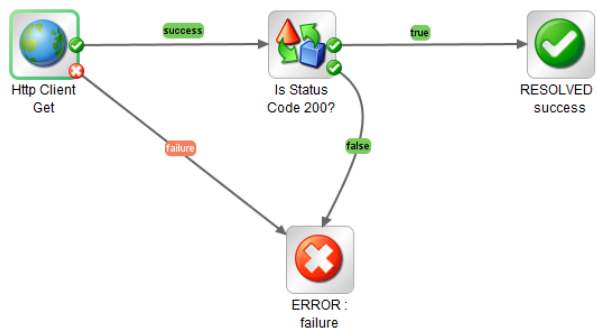 success
true
Http Client
Get
Is Status
Code 200?
RESOLVED
success
failure
false
ERROR :
failure